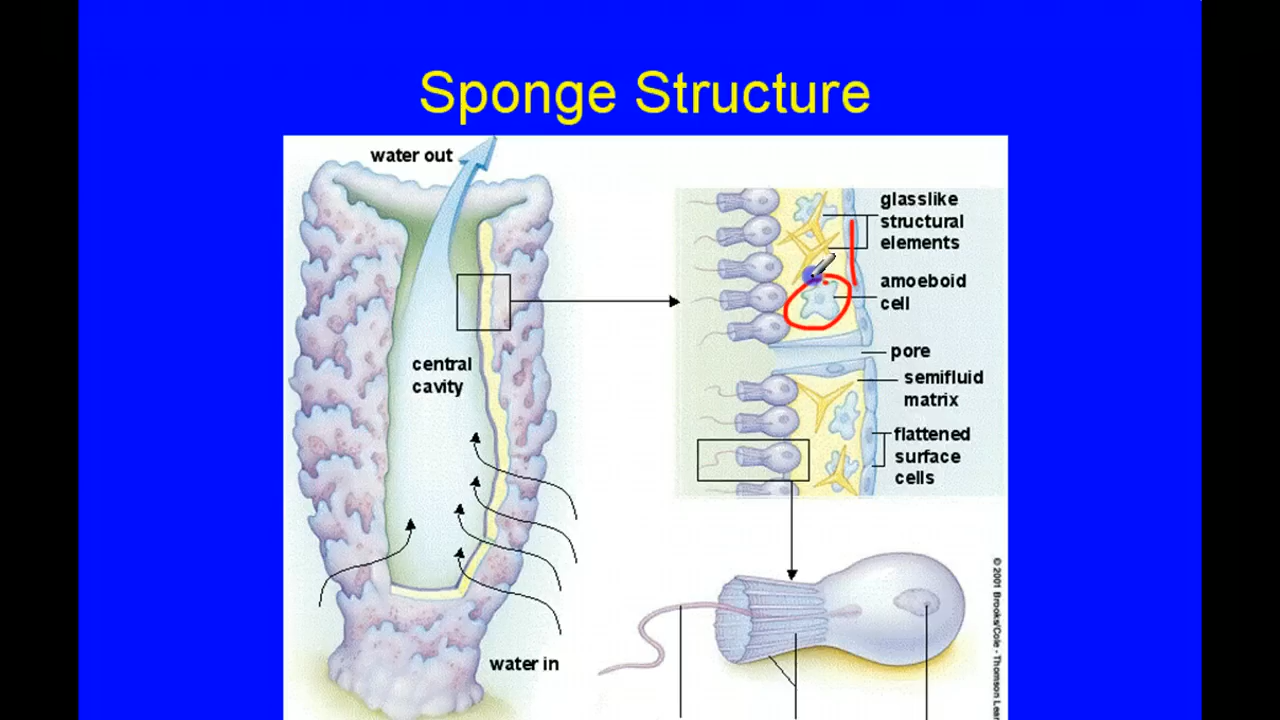 Sponge Structure
water out
glasslike
structural
elements
amoeboid
cell
pore
semifluid
matrix
flattened
surface
cells
central
cavity
water in
© 2001 Brooks/Cole - Thomson